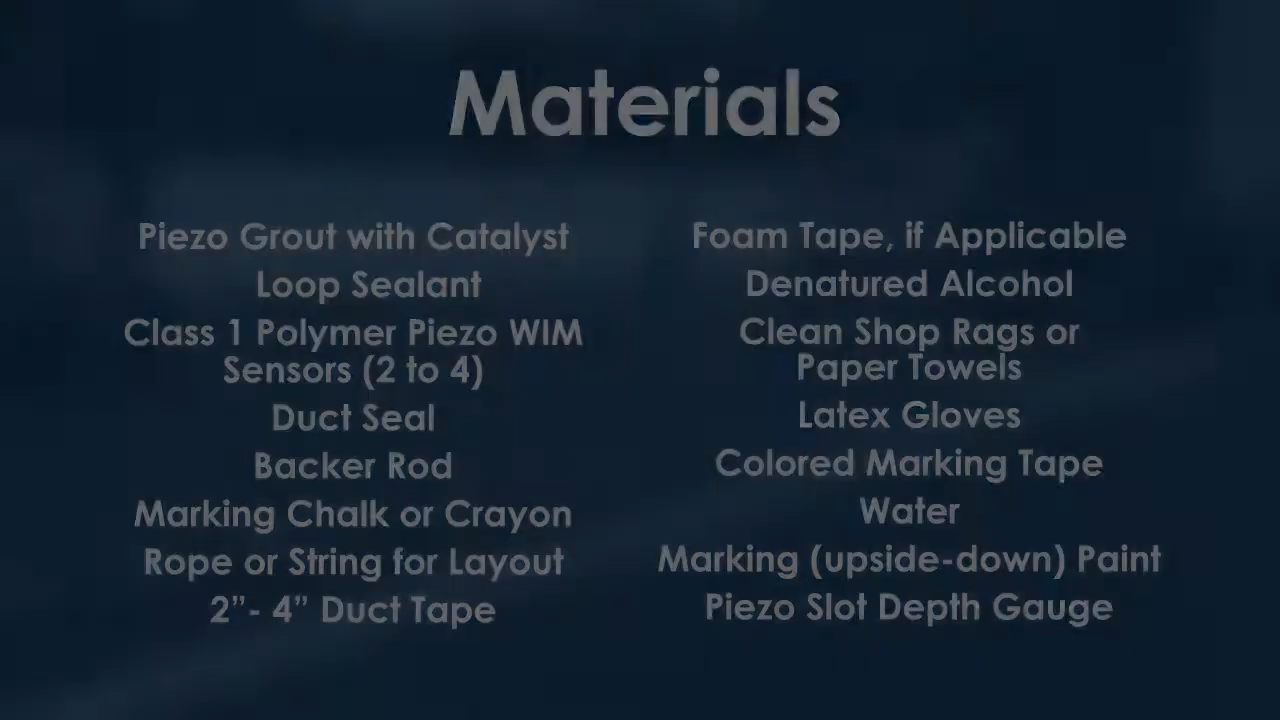 Materials
Piezo Grout with Catalyst
Loop Sealant
Class 1 Polymer Piezo WIM
Sensors (2 to 4)
Duct Seal
Backer Rod
Marking Chalk or Crayon
Rope or String for Layout
2”- 4” Duct Tape
Foam Tape, if Applicable
Denatured Alcohol
Clean Shop Rags or
Paper Towels
Latex Gloves
Colored Marking Tape
Water
Marking (upside-down) Paint
Piezo Slot Depth Gauge